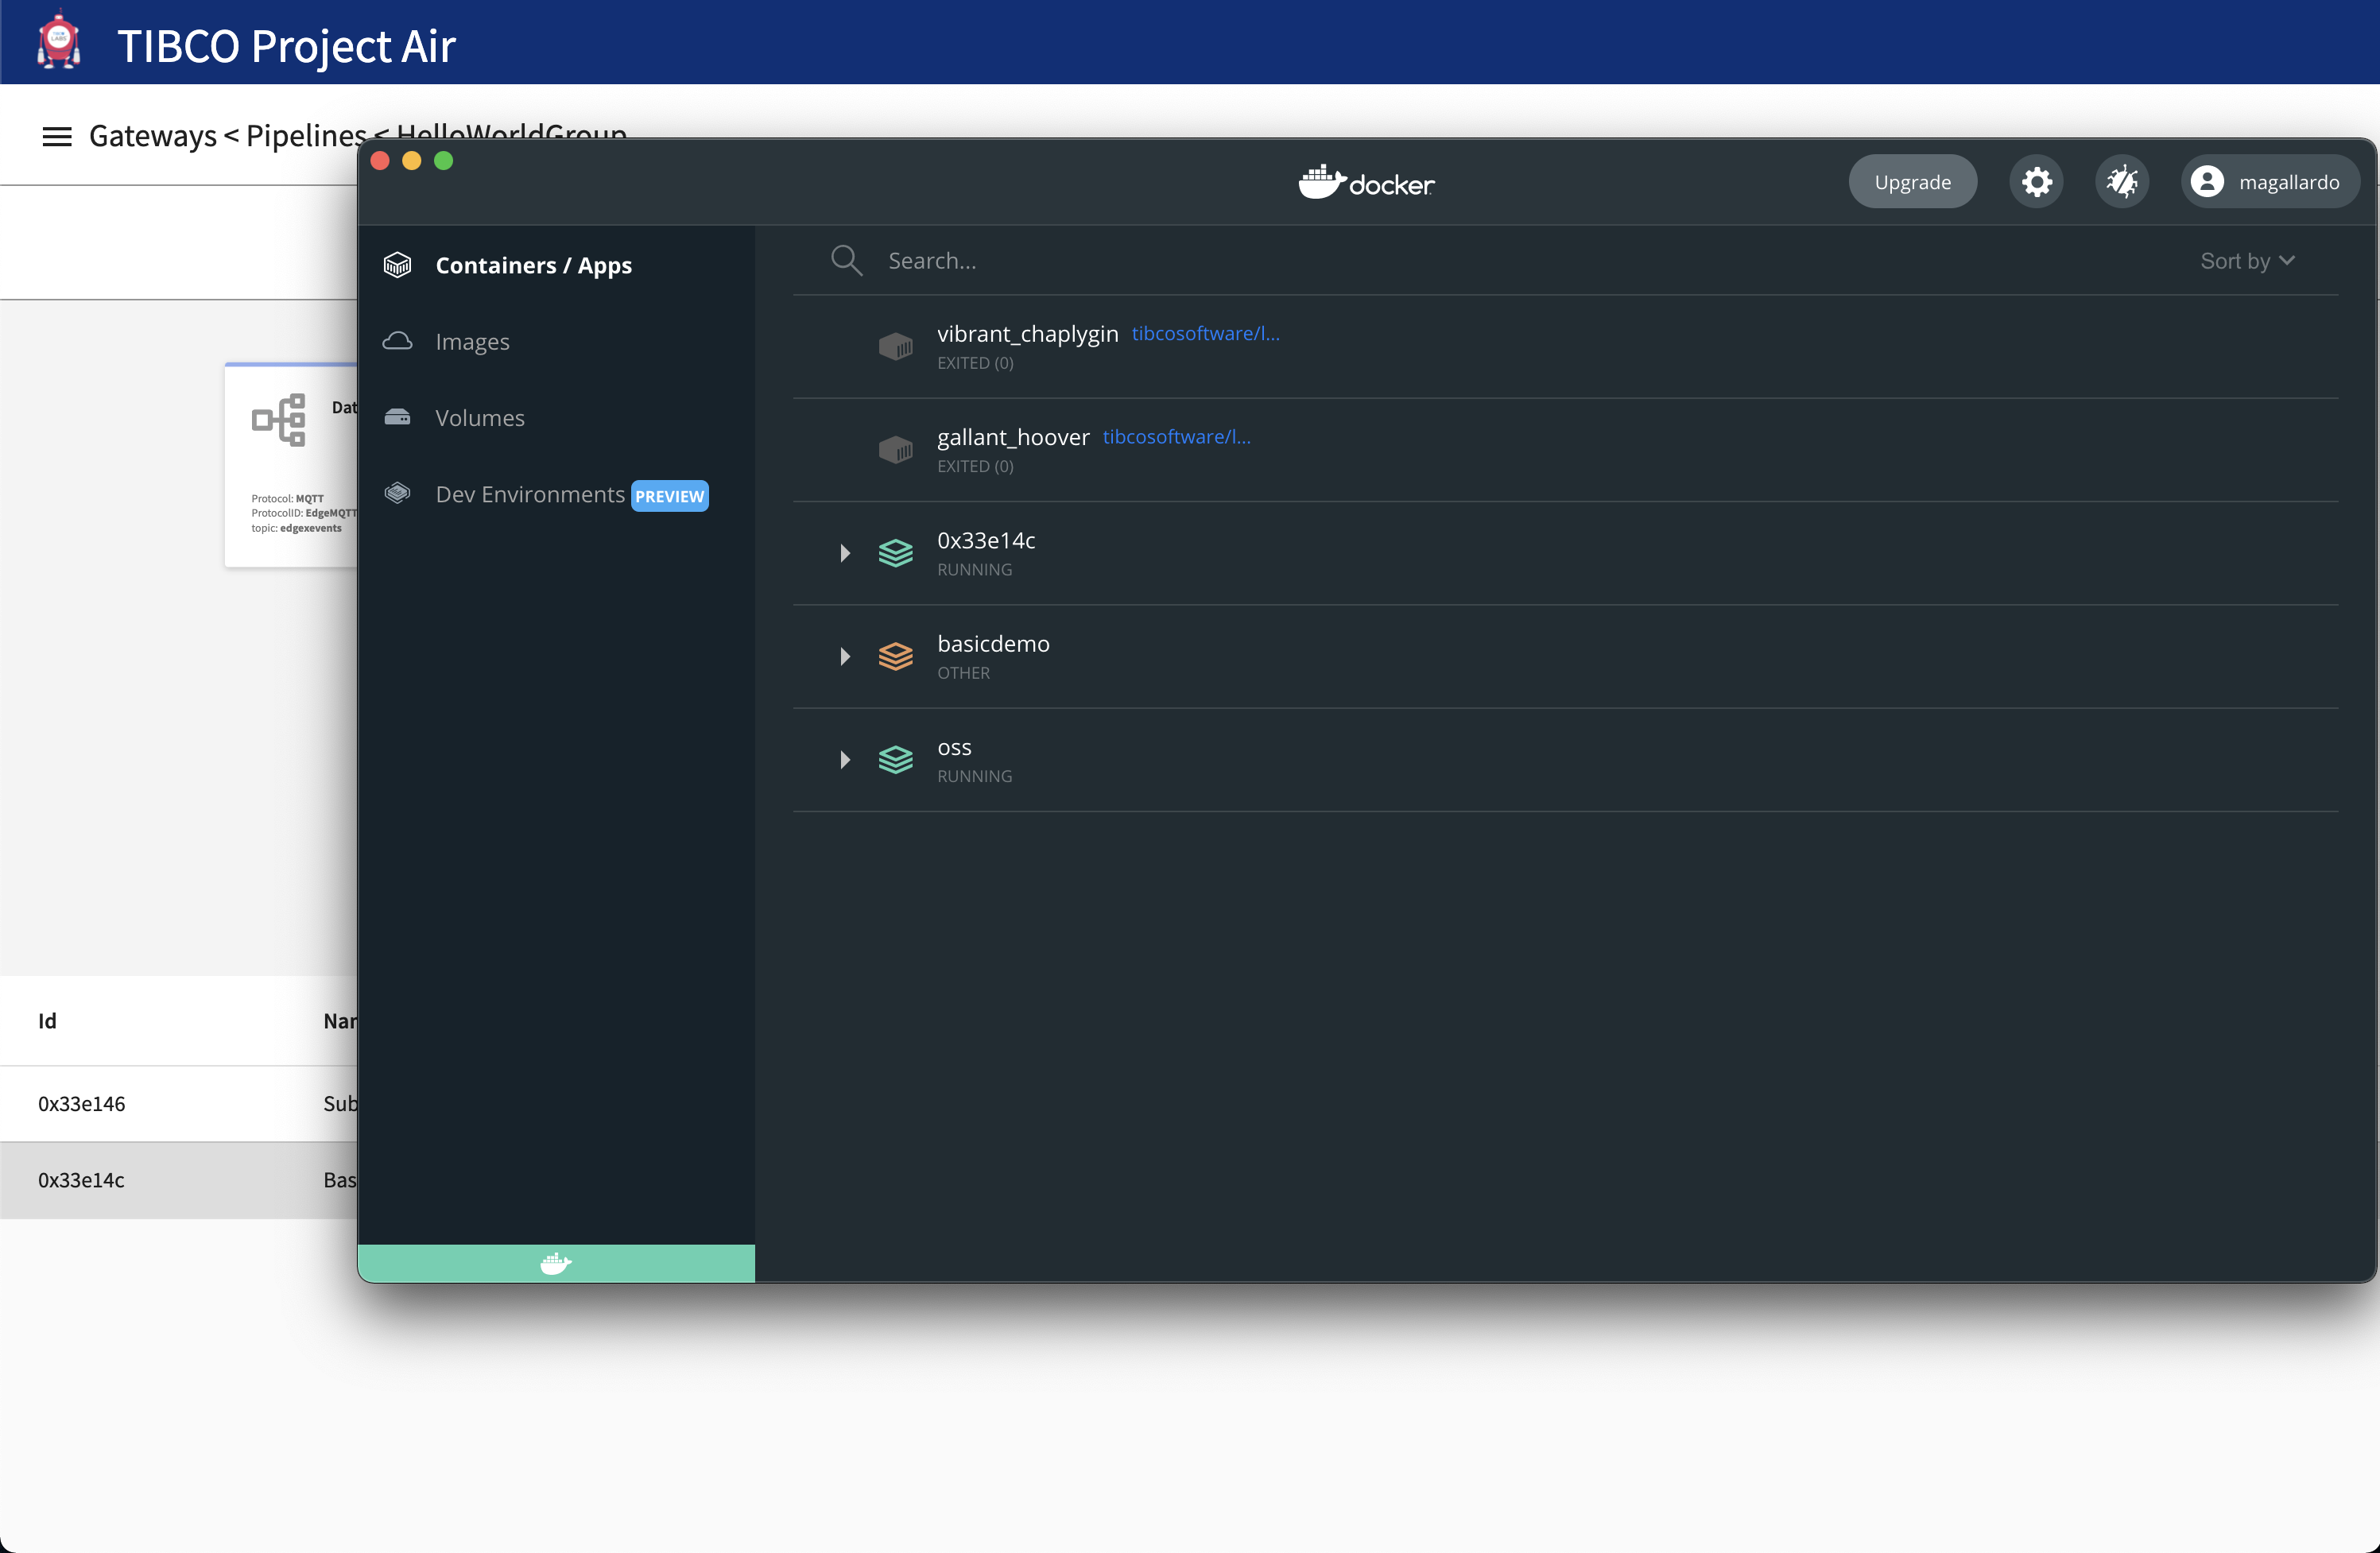 TIBCO Project Air
Gateways < Pipelines < HelloWorldGroup
docker
Upgrade
magallardo
Containers / Apps
Images
Volumes
Dev Environments PREVIEW
Search...
Sort by
vibrant_chaplygin tibcosoftware/l...
EXITED (0)
gallant_hoover tibcosoftware/l...
EXITED (0)
0x33e14c
RUNNING
basicdemo
OTHER
oss
RUNNING
Dat
Protocol: MQTT
ProtocolID: EdgeMQTT
topic: edgexevents
Id Nar
0x33e146 Sub
0x33e14c Bas